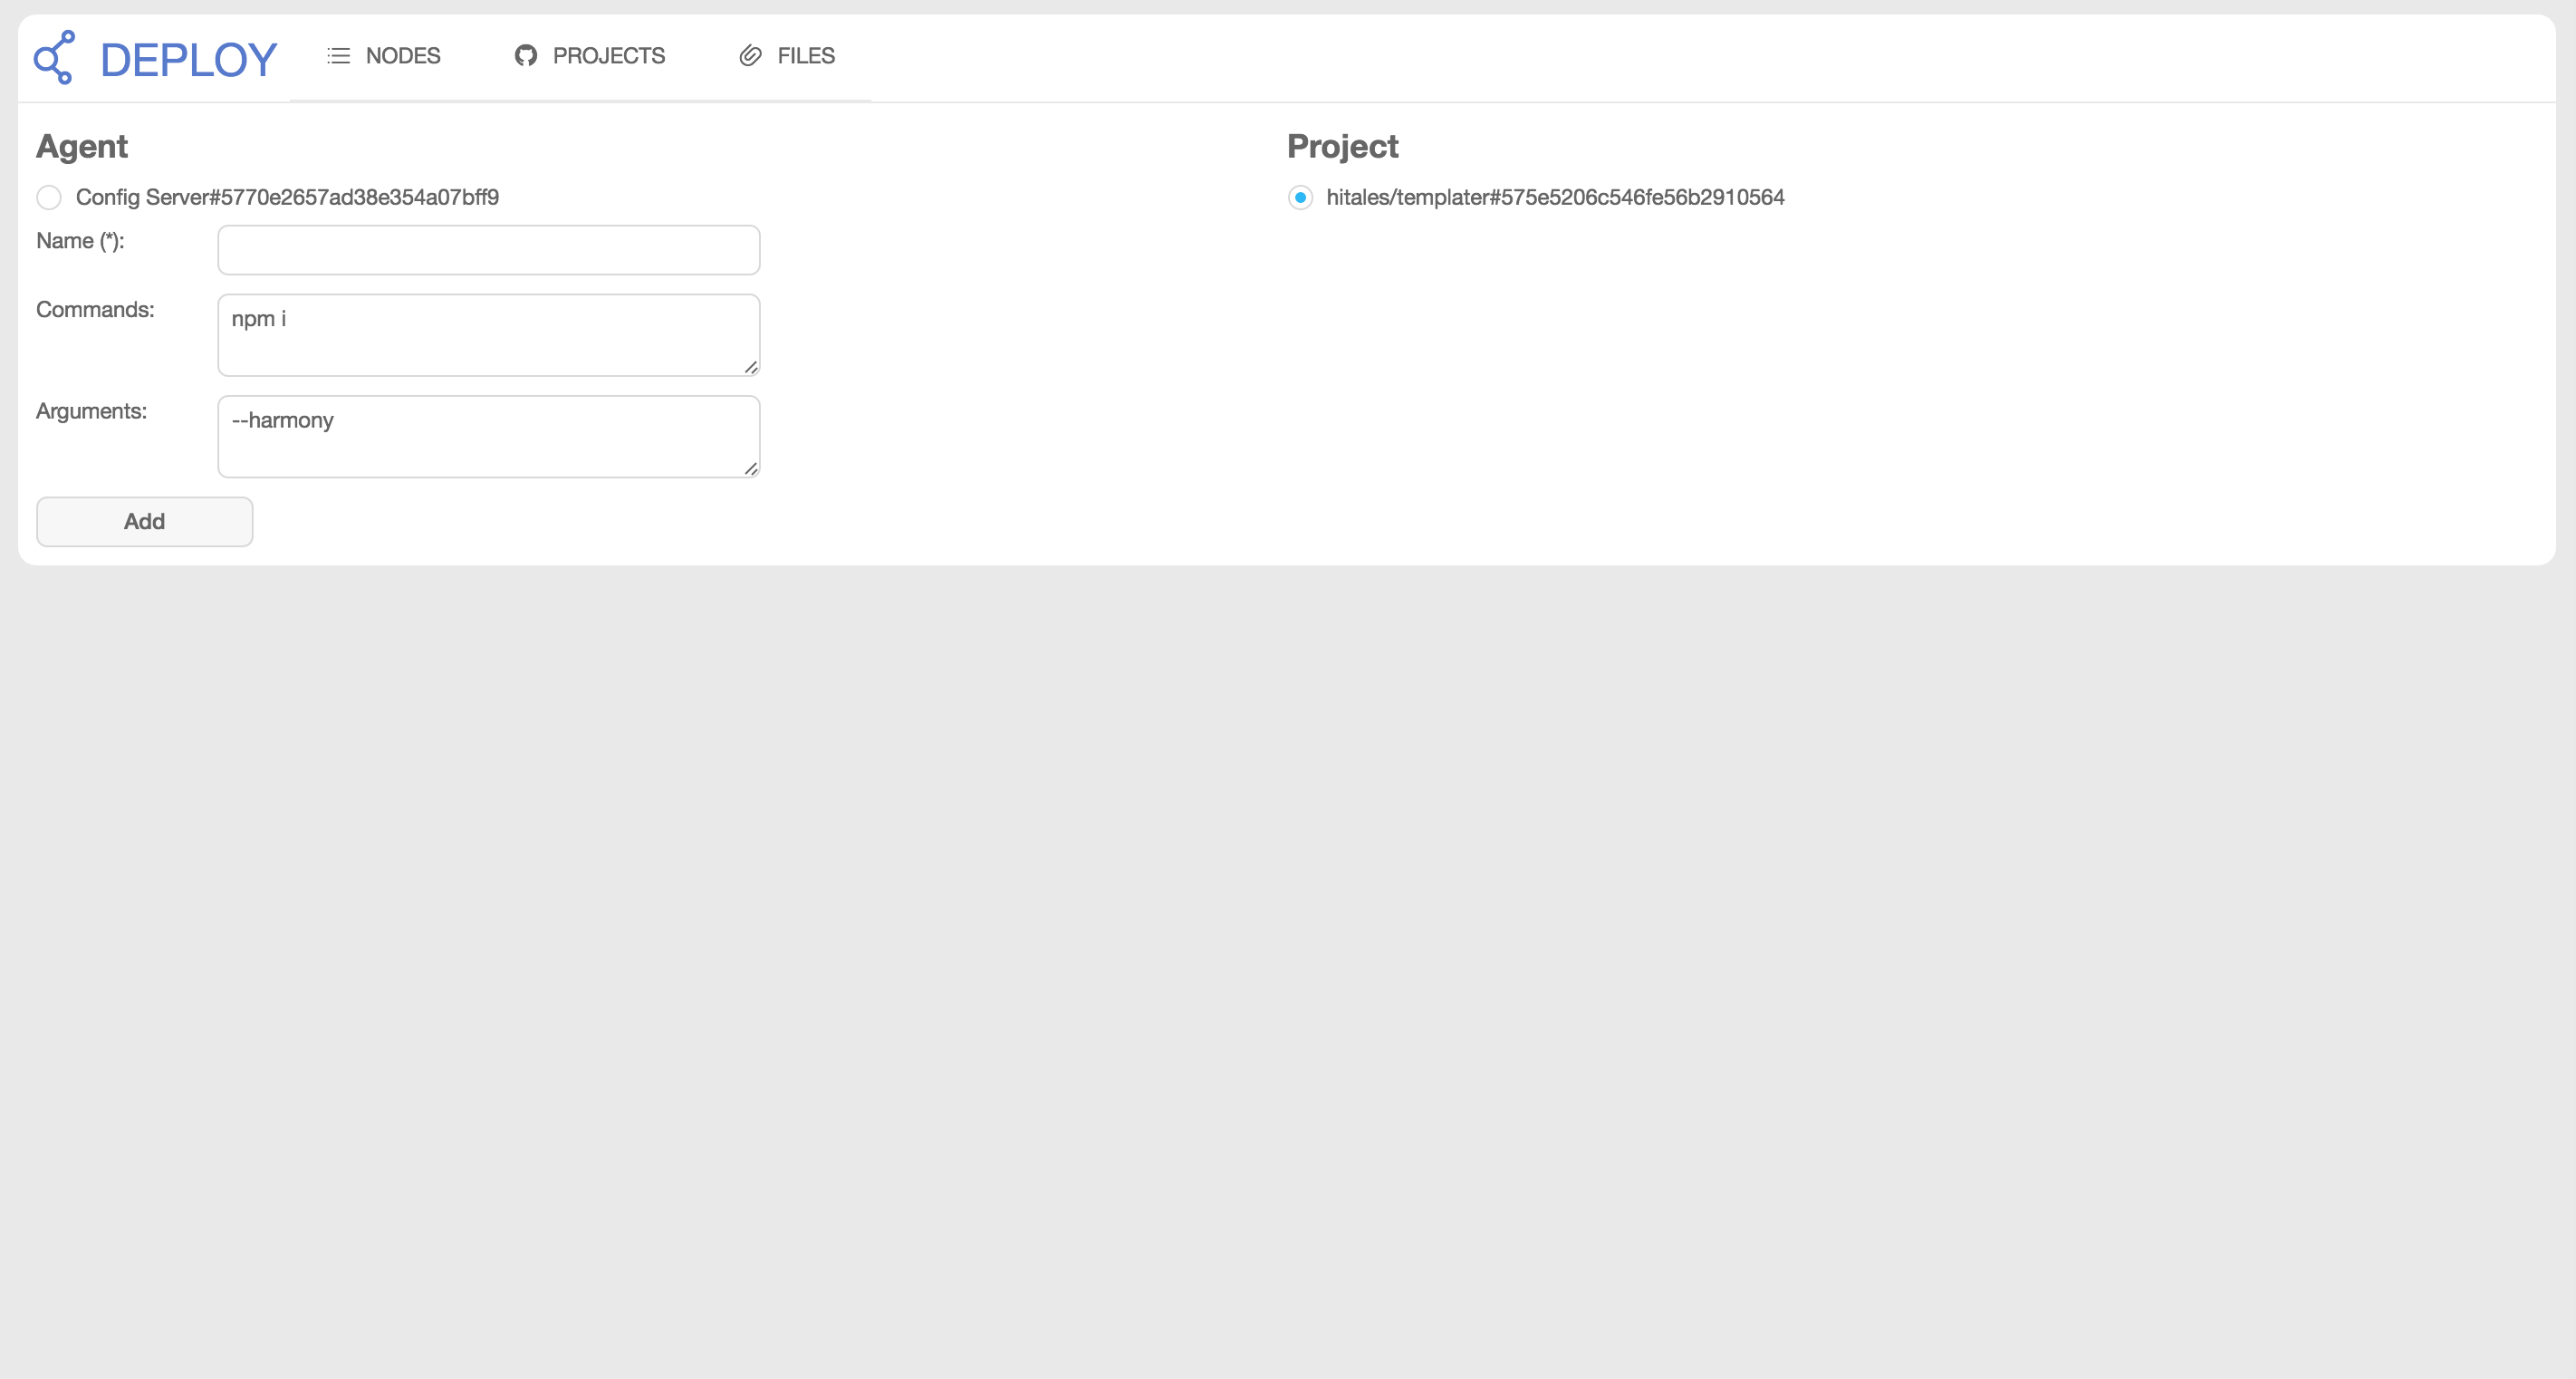 DEPLOY NODES PROJECTS FILES
Agent
Config Server#5770e2657ad38e354a07bff9
Name (*):
Commands:
npm i
Arguments:
--harmony
Add
Project
hitales/templater#575e5206c546fe56b2910564